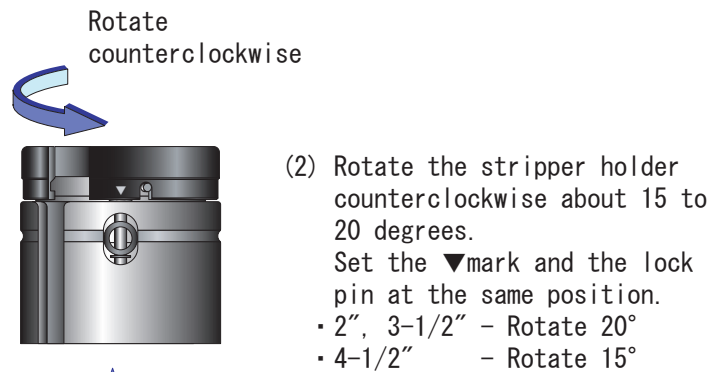 Rotate
counterclockwise
(2) Rotate the stripper holder
counterclockwise about 15 to
20 degrees.
Set the ▼mark and the lock
pin at the same position.
・2″, 3-1/2″ - Rotate 20°
・4-1/2″     - Rotate 15°